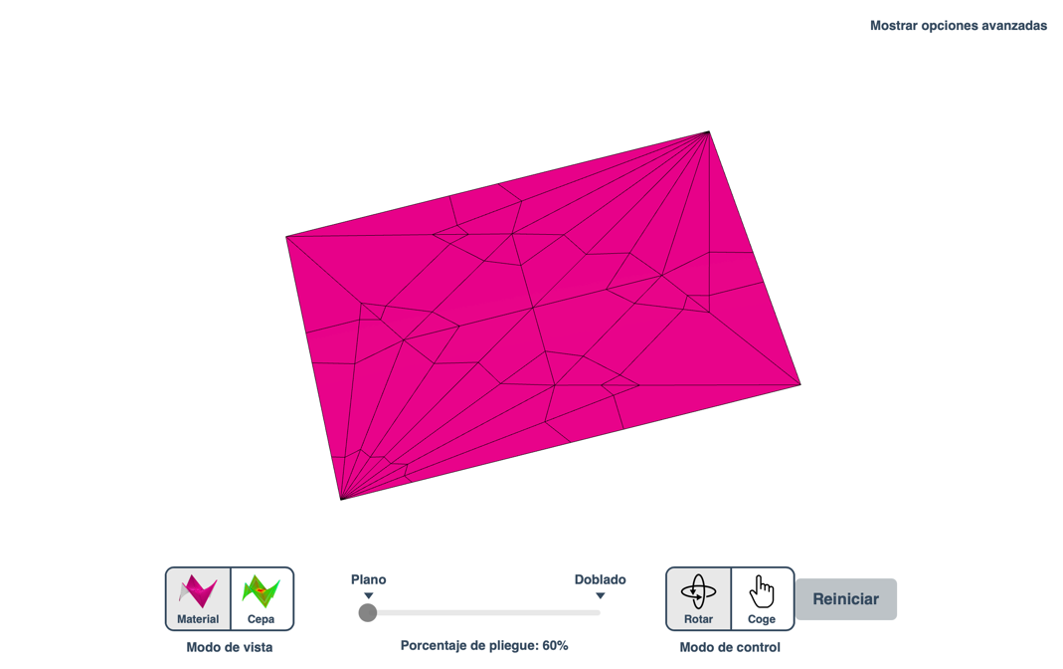 Mostrar opciones avanzadas
Plano
Doblado
Material
Cepa
Rotar
Coge
Reiniciar
Modo de vista
Porcentaje de pliegue: 60%
Modo de control